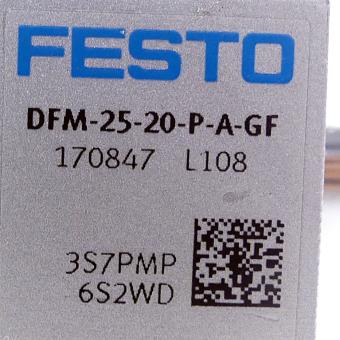 FESTO
DFM-25-20-P-A-GF
170847 L108
3S7PMP
6S2WD